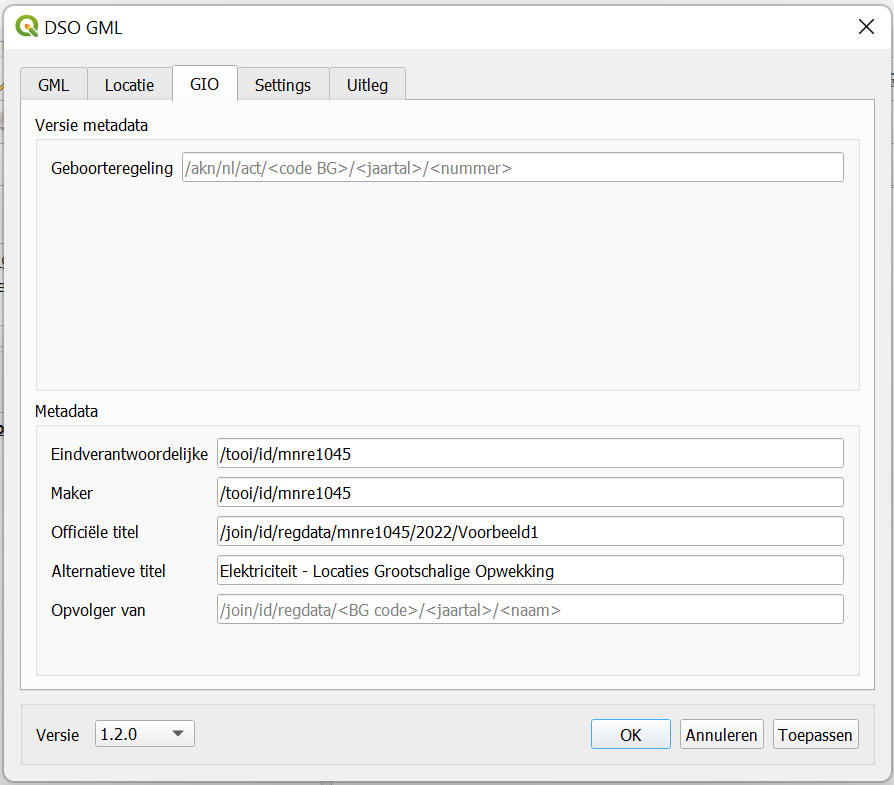 DSO GML
GML Locatie GIO Settings Uitleg
Versie metadata
Geboorteregeling /akn/nl/act/<code BG>/<jaartal>/<nummer>
Metadata
Eindverantwoordelijke /tooi/id/mnre1045
Maker /tooi/id/mnre1045
Officiële titel /join/id/regdata/mnre1045/2022/Voorbeeld1
Alternatieve titel Elektriciteit - Locaties Grootschalige Opwekking
Opvolger van /join/id/regdata/<BG code>/<jaartal>/<naam>
Versie 1.2.0 OK Annuleren Toepassen